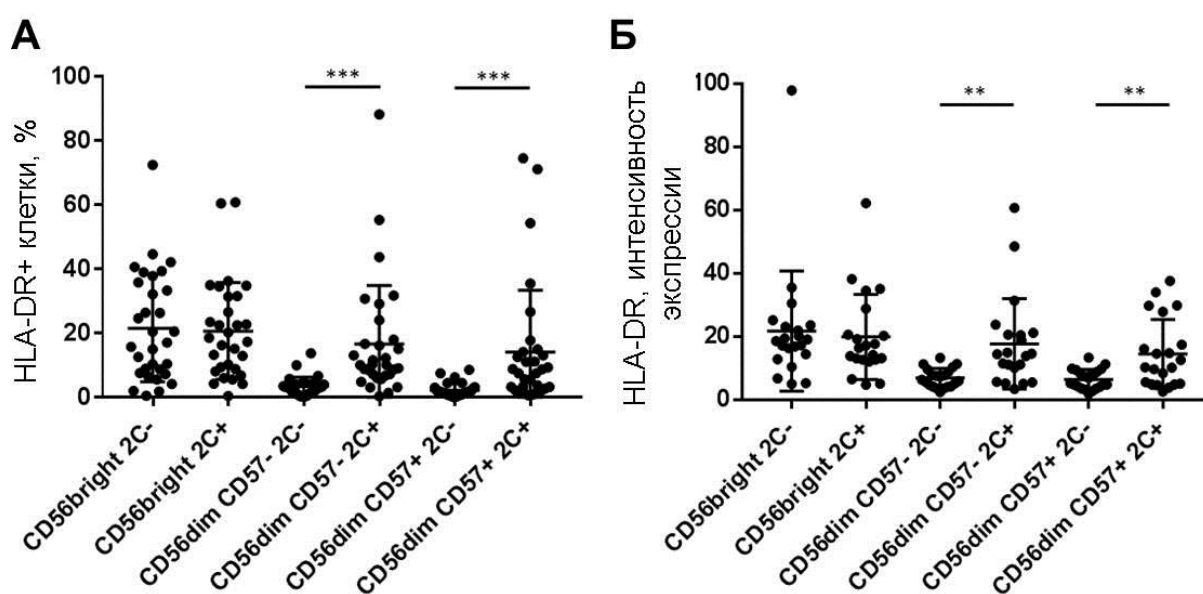 А
HLA-DR+ клетки, %
100
80
60
40
20
0
***
***
CD56bright 2C-
CD56bright 2C+
CD56dim CD57- 2C-
CD56dim CD57- 2C+
CD56dim CD57+ 2C-
CD56dim CD57+ 2C+
Б
HLA-DR, интенсивность
экспрессии
100
80
60
40
20
0
**
**
CD56bright 2C-
CD56bright 2C+
CD56dim CD57- 2C-
CD56dim CD57- 2C+
CD56dim CD57+ 2C-
CD56dim CD57+ 2C+